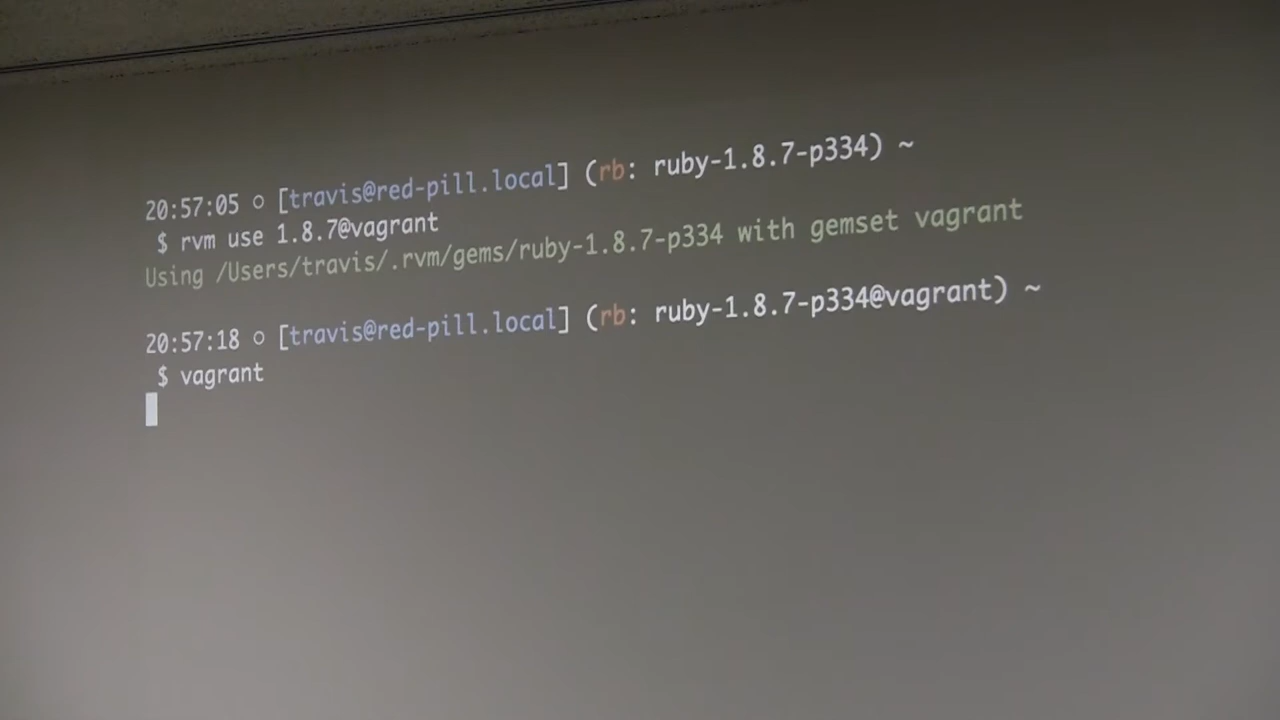 20:57:05 ○ [travis@red-pill.local] (rb: ruby-1.8.7-p334) ~
$ rvm use 1.8.7@vagrant
Using /Users/travis/.rvm/gems/ruby-1.8.7-p334 with gemset vagrant
20:57:18 ○ [travis@red-pill.local] (rb: ruby-1.8.7-p334@vagrant) ~
$ vagrant